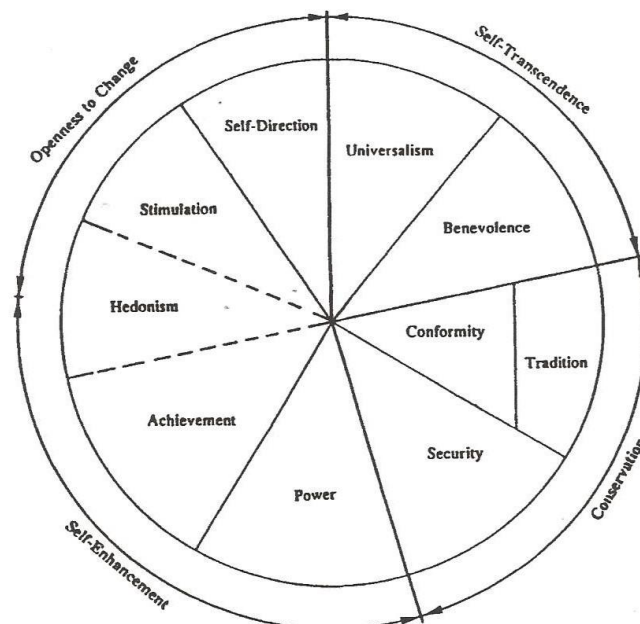 Openness to Change
Self-Transcendence
Self-Direction
Universalism
Stimulation
Benevolence
Hedonism
Conformity
Tradition
Achievement
Security
Power
Self-Enhancement
Conservation